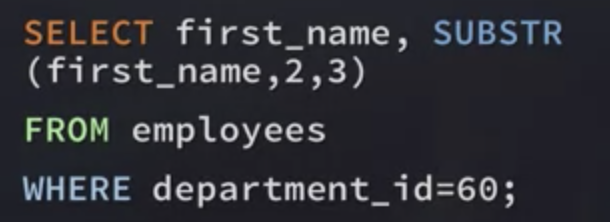 SELECT first_name, SUBSTR
(first_name,2,3)
FROM employees
WHERE department_id=60;